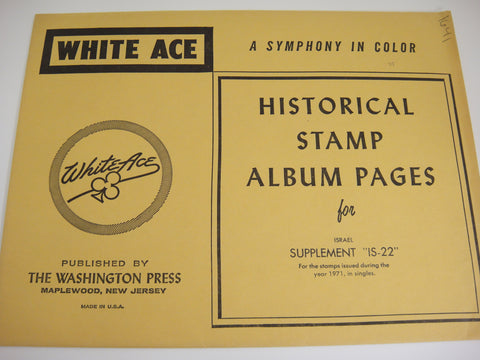 WHITE ACE
A SYMPHONY IN COLOR
HISTORICAL
STAMP
ALBUM PAGES
for
ISRAEL
SUPPLEMENT "IS-22"
For the stamps issued during the
year 1971, in singles.
White Ace
PUBLISHED BY
THE WASHINGTON PRESS
MAPLEWOOD, NEW JERSEY
MADE IN U.S.A.